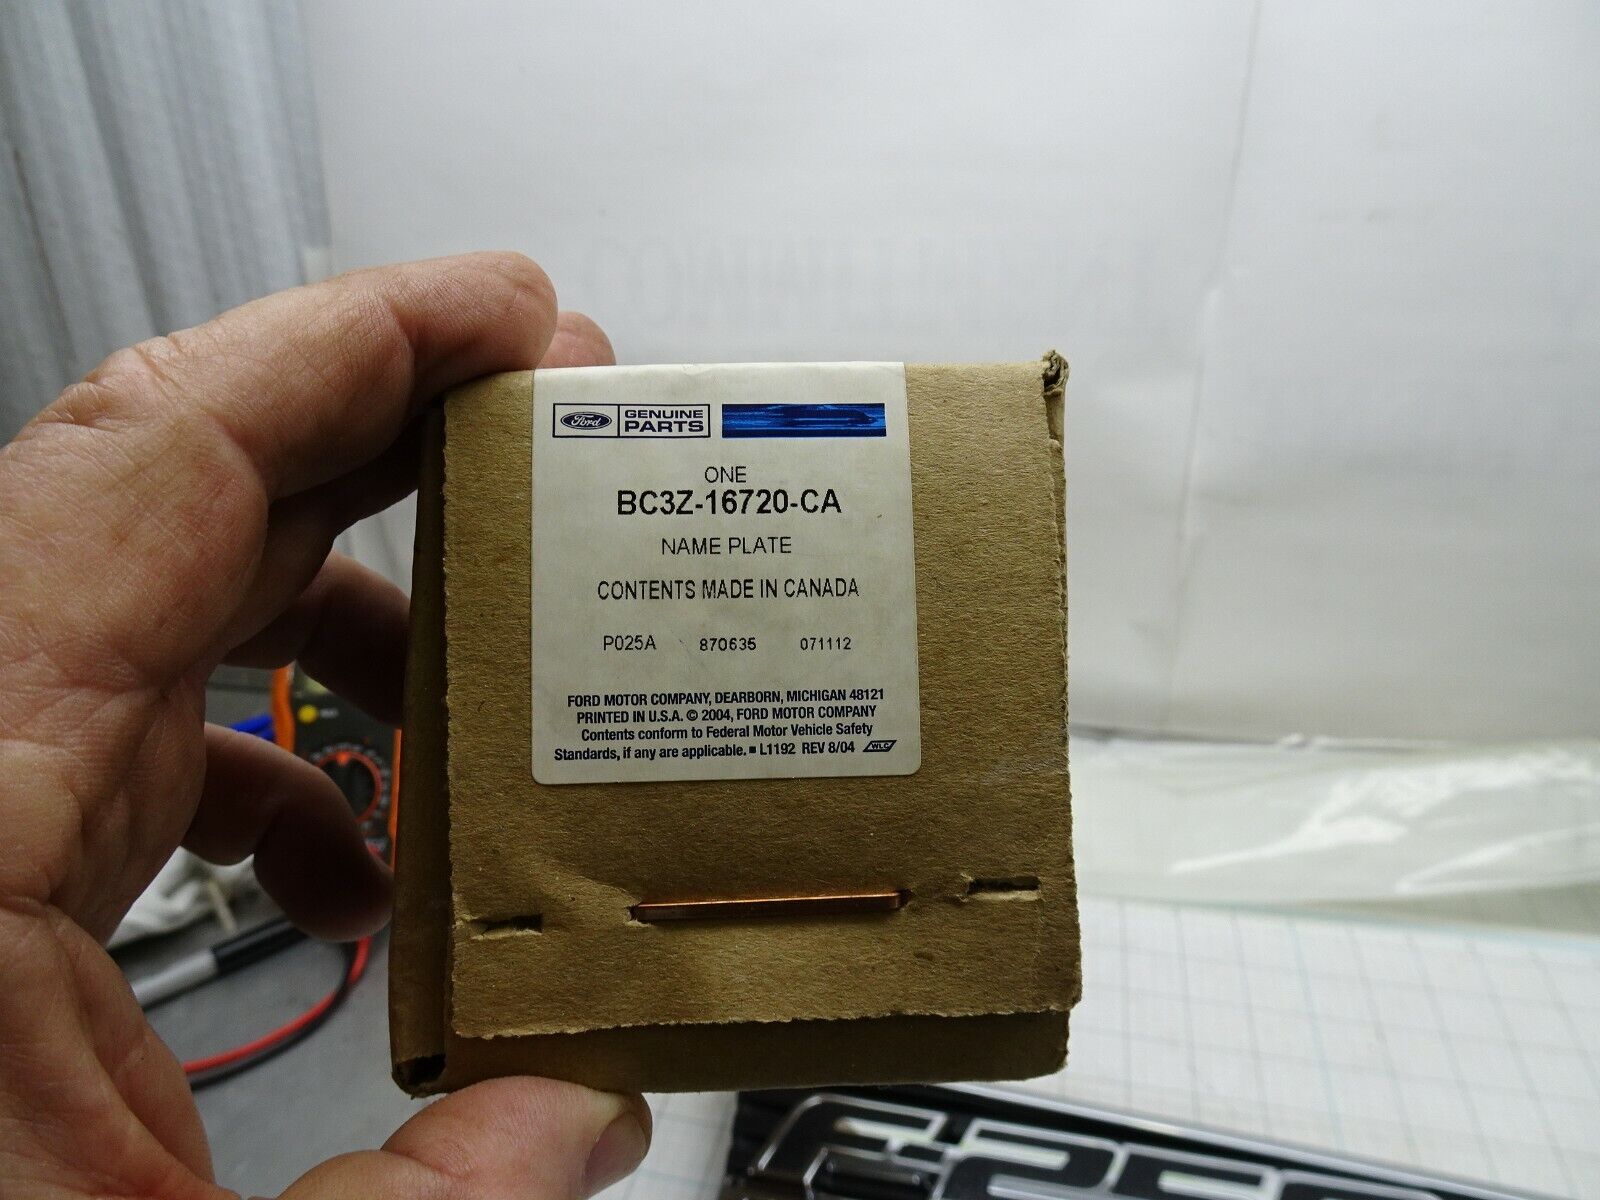 Ford GENUINE
PARTS
ONE
BC3Z-16720-CA
NAME PLATE
CONTENTS MADE IN CANADA
P025A 870635 071112
FORD MOTOR COMPANY, DEARBORN, MICHIGAN 48121
PRINTED IN U.S.A. © 2004, FORD MOTOR COMPANY
Contents conform to Federal Motor Vehicle Safety
Standards, if any are applicable. ■ L1192 REV 8/04 WLC
F-250